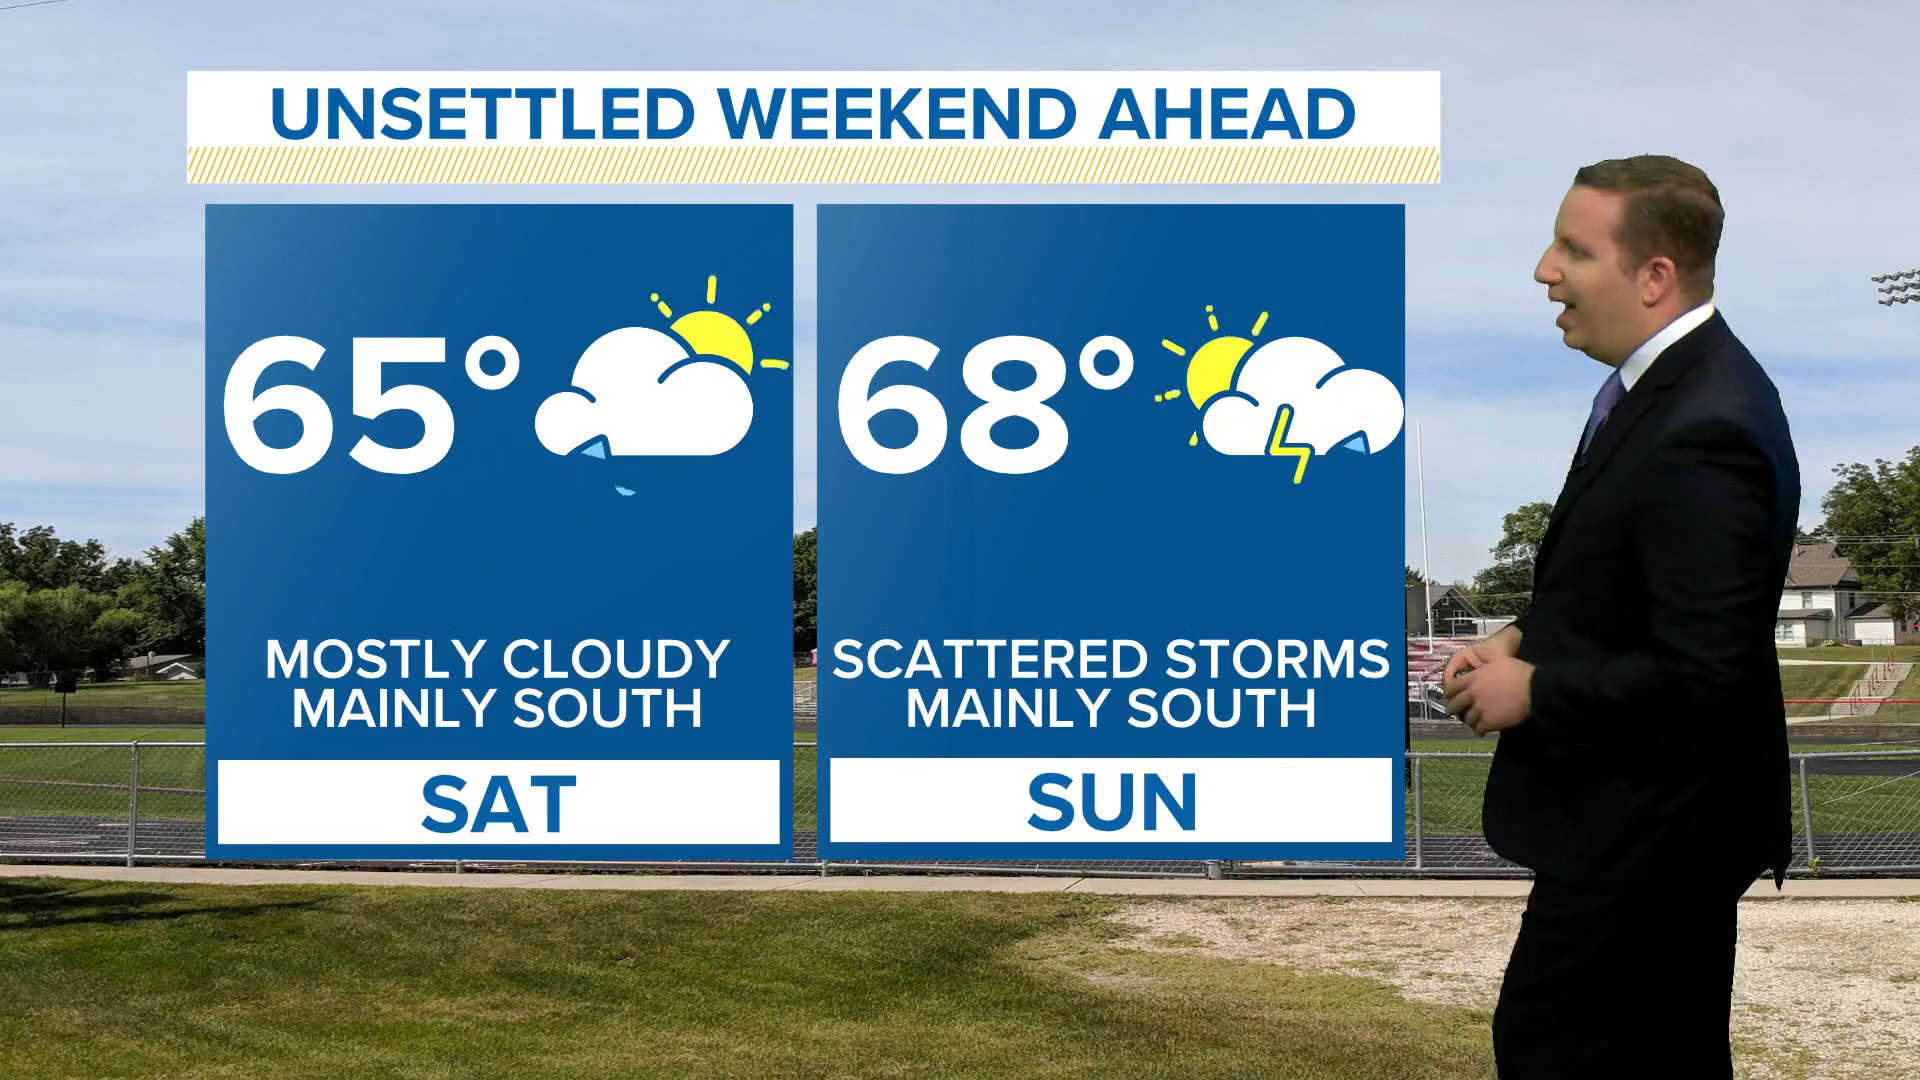 UNSETTLED WEEKEND AHEAD
65°
MOSTLY CLOUDY
MAINLY SOUTH
SAT
68°
SCATTERED STORMS
MAINLY SOUTH
SUN